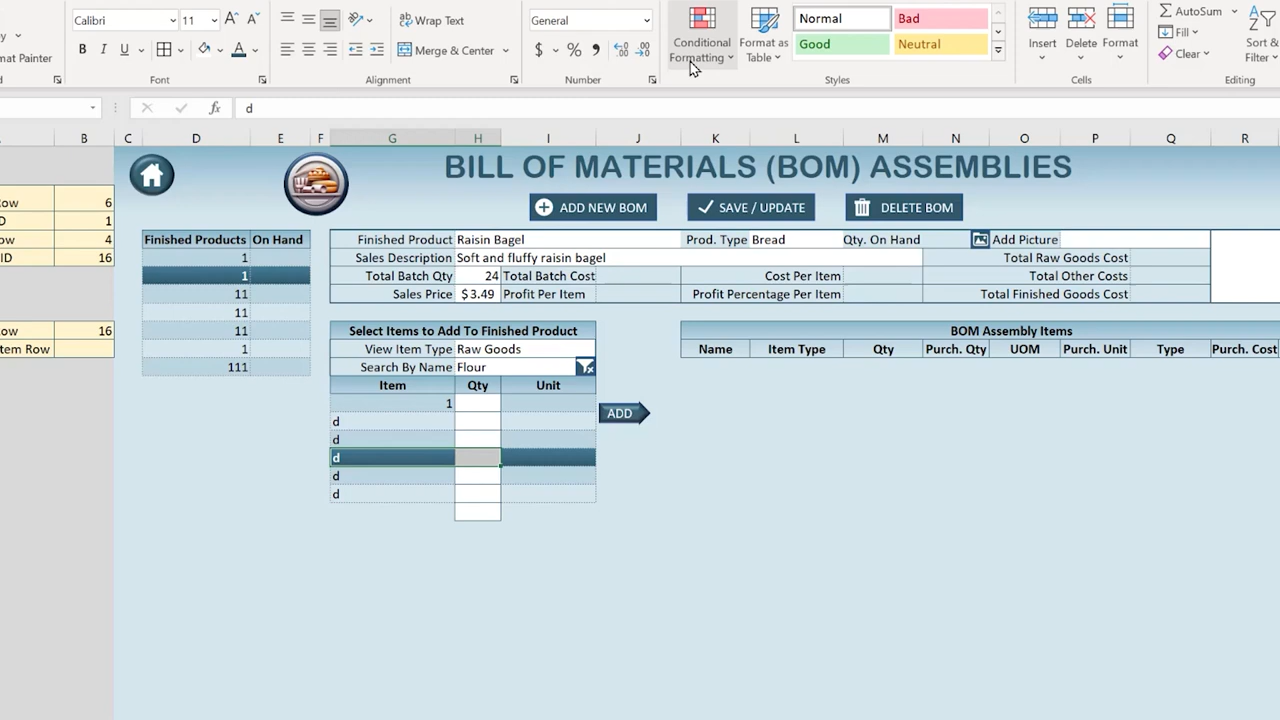 Calibri 11 A A Wrap Text General Conditional Formatting Format as Table Normal Bad Insert Delete Format AutoSum Sort & Filter
mat Painter B I U A Merge & Center $ % 9 Good Neutral Fill Clear
Font Alignment Number Styles Cells Editing
fx d
B C D E F G H I J K L M N O P Q R
BILL OF MATERIALS (BOM) ASSEMBLIES
ow 6 ADD NEW BOM SAVE / UPDATE DELETE BOM
D 1
ow 4 Finished Products On Hand Finished Product Raisin Bagel Prod. Type Bread Qty. On Hand Add Picture
ID 16 1 Sales Description Soft and fluffy raisin bagel Total Raw Goods Cost
1 Total Batch Qty 24 Total Batch Cost Cost Per Item Total Other Costs
11 Sales Price $ 3.49 Profit Per Item Profit Percentage Per Item Total Finished Goods Cost
11
ow 16 11 Select Items to Add To Finished Product BOM Assembly Items
tem Row 1 View Item Type Raw Goods Name Item Type Qty Purch. Qty UOM Purch. Unit Type Purch. Cost
111 Search By Name Flour
Item Qty Unit
1 ADD
d
d
d
d
d